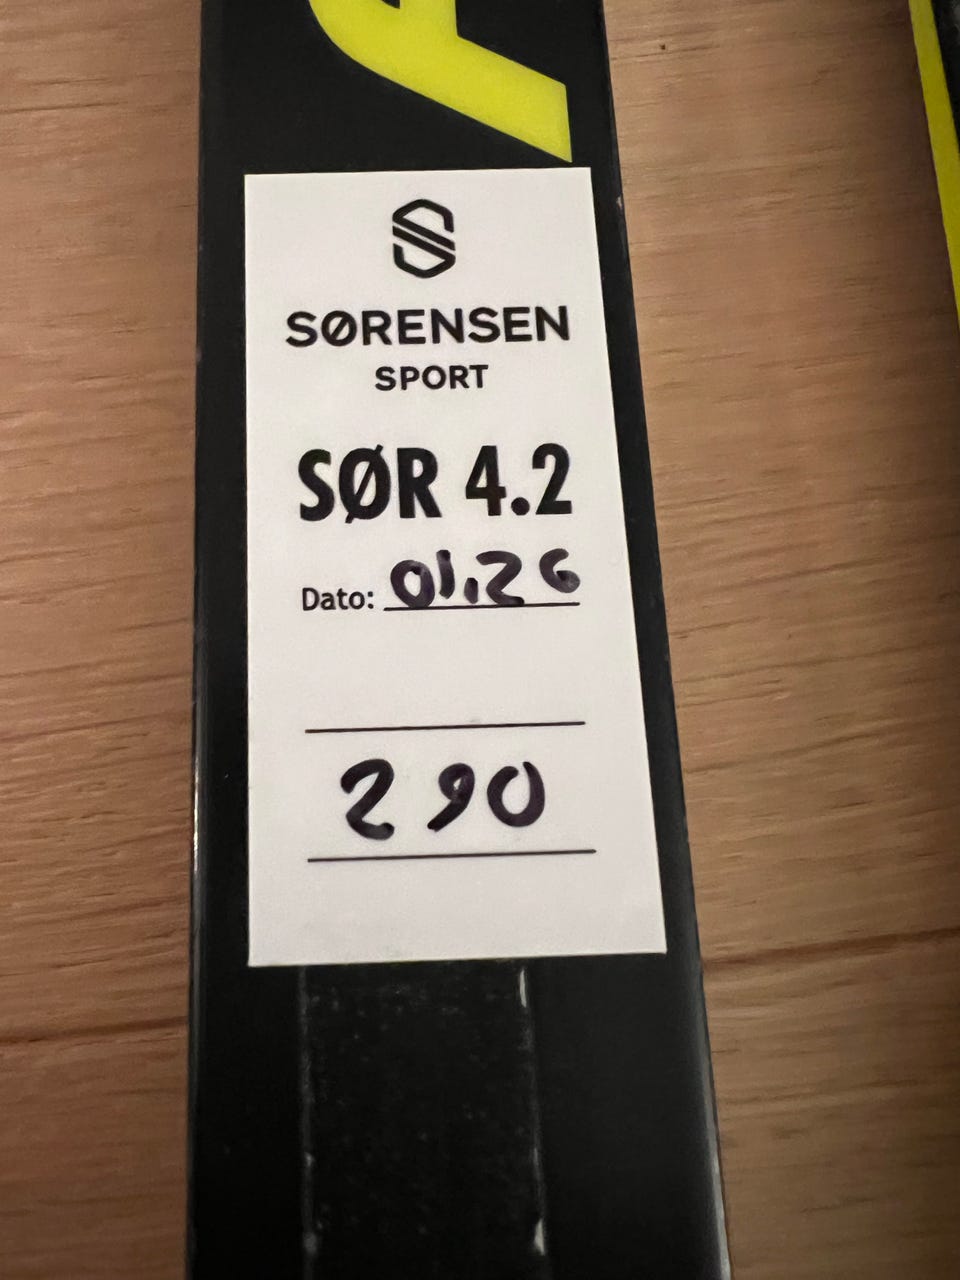 SØRENSEN
SPORT
SØR 4.2
Dato: 01.26
290